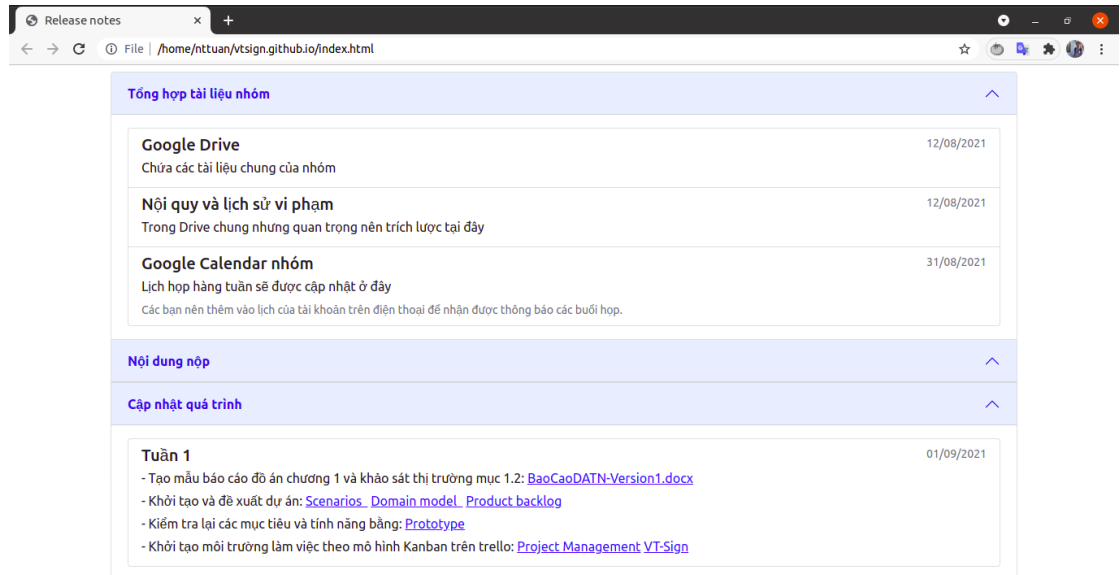 Release notes
File /home/nttuan/vtsign.github.io/index.html
Tổng hợp tài liệu nhóm
Google Drive 12/08/2021
Chứa các tài liệu chung của nhóm
Nội quy và lịch sử vi phạm 12/08/2021
Trong Drive chung nhưng quan trọng nên trích lược tại đây
Google Calendar nhóm 31/08/2021
Lịch họp hàng tuần sẽ được cập nhật ở đây
Các bạn nên thêm vào lịch của tài khoản trên điện thoại để nhận được thông báo các buổi họp.
Nội dung nộp
Cập nhật quá trình
Tuần 1 01/09/2021
- Tạo mẫu báo cáo đồ án chương 1 và khảo sát thị trường mục 1.2: BaoCaoDATN-Version1.docx
- Khởi tạo và đề xuất dự án: Scenarios Domain model Product backlog
- Kiểm tra lại các mục tiêu và tính năng bằng: Prototype
- Khởi tạo môi trường làm việc theo mô hình Kanban trên trello: Project Management VT-Sign